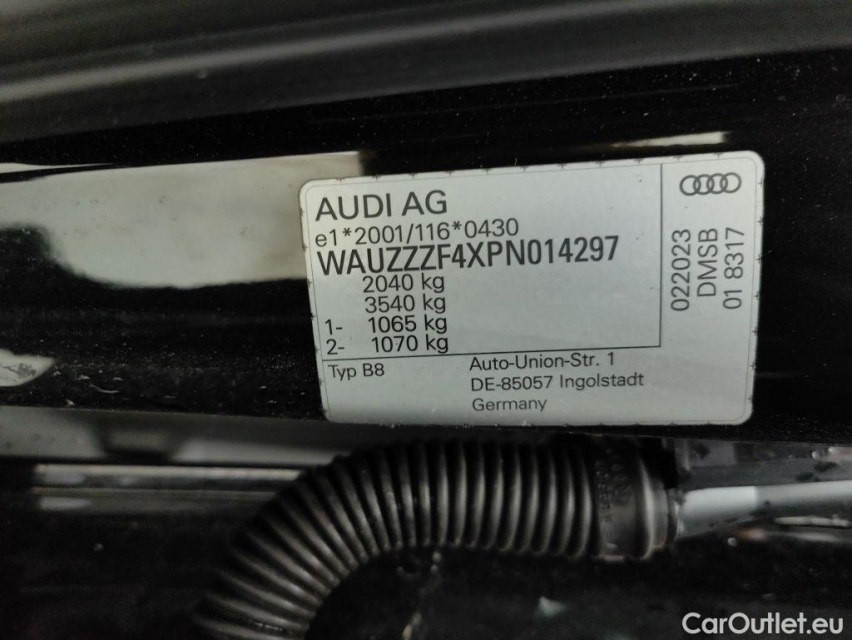 AUDI AG
e1*2001/116*0430
WAUZZZF4XPN014297
2040 kg
3540 kg
1- 1065 kg
2- 1070 kg
Typ B8
Auto-Union-Str. 1
DE-85057 Ingolstadt
Germany
022023
DMSB
01 8317
CarOutlet.eu